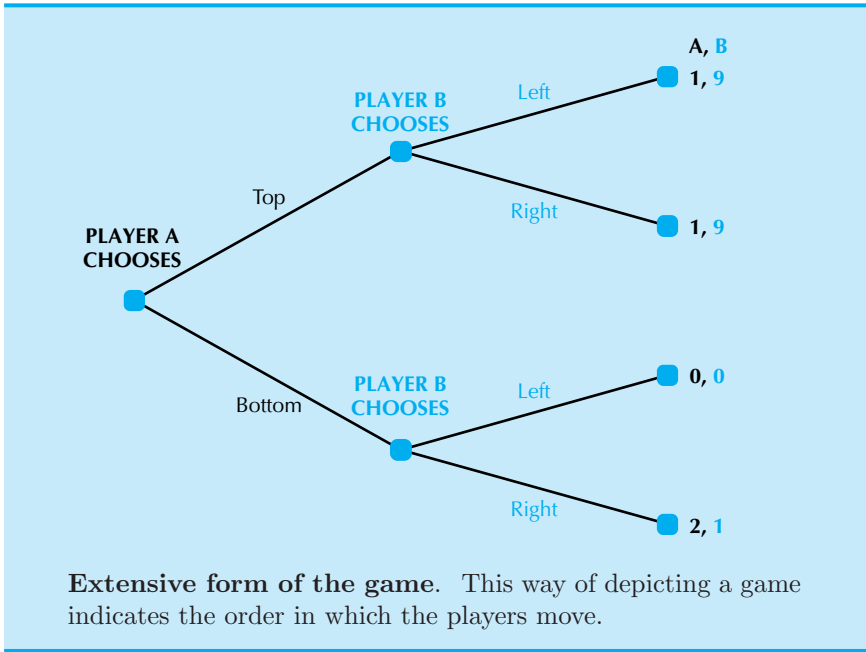 A, B
1, 9
Left
PLAYER B
CHOOSES
Top
Right
1, 9
PLAYER A
CHOOSES
Bottom
PLAYER B
CHOOSES
Left
0, 0
Right
2, 1
Extensive form of the game. This way of depicting a game
indicates the order in which the players move.